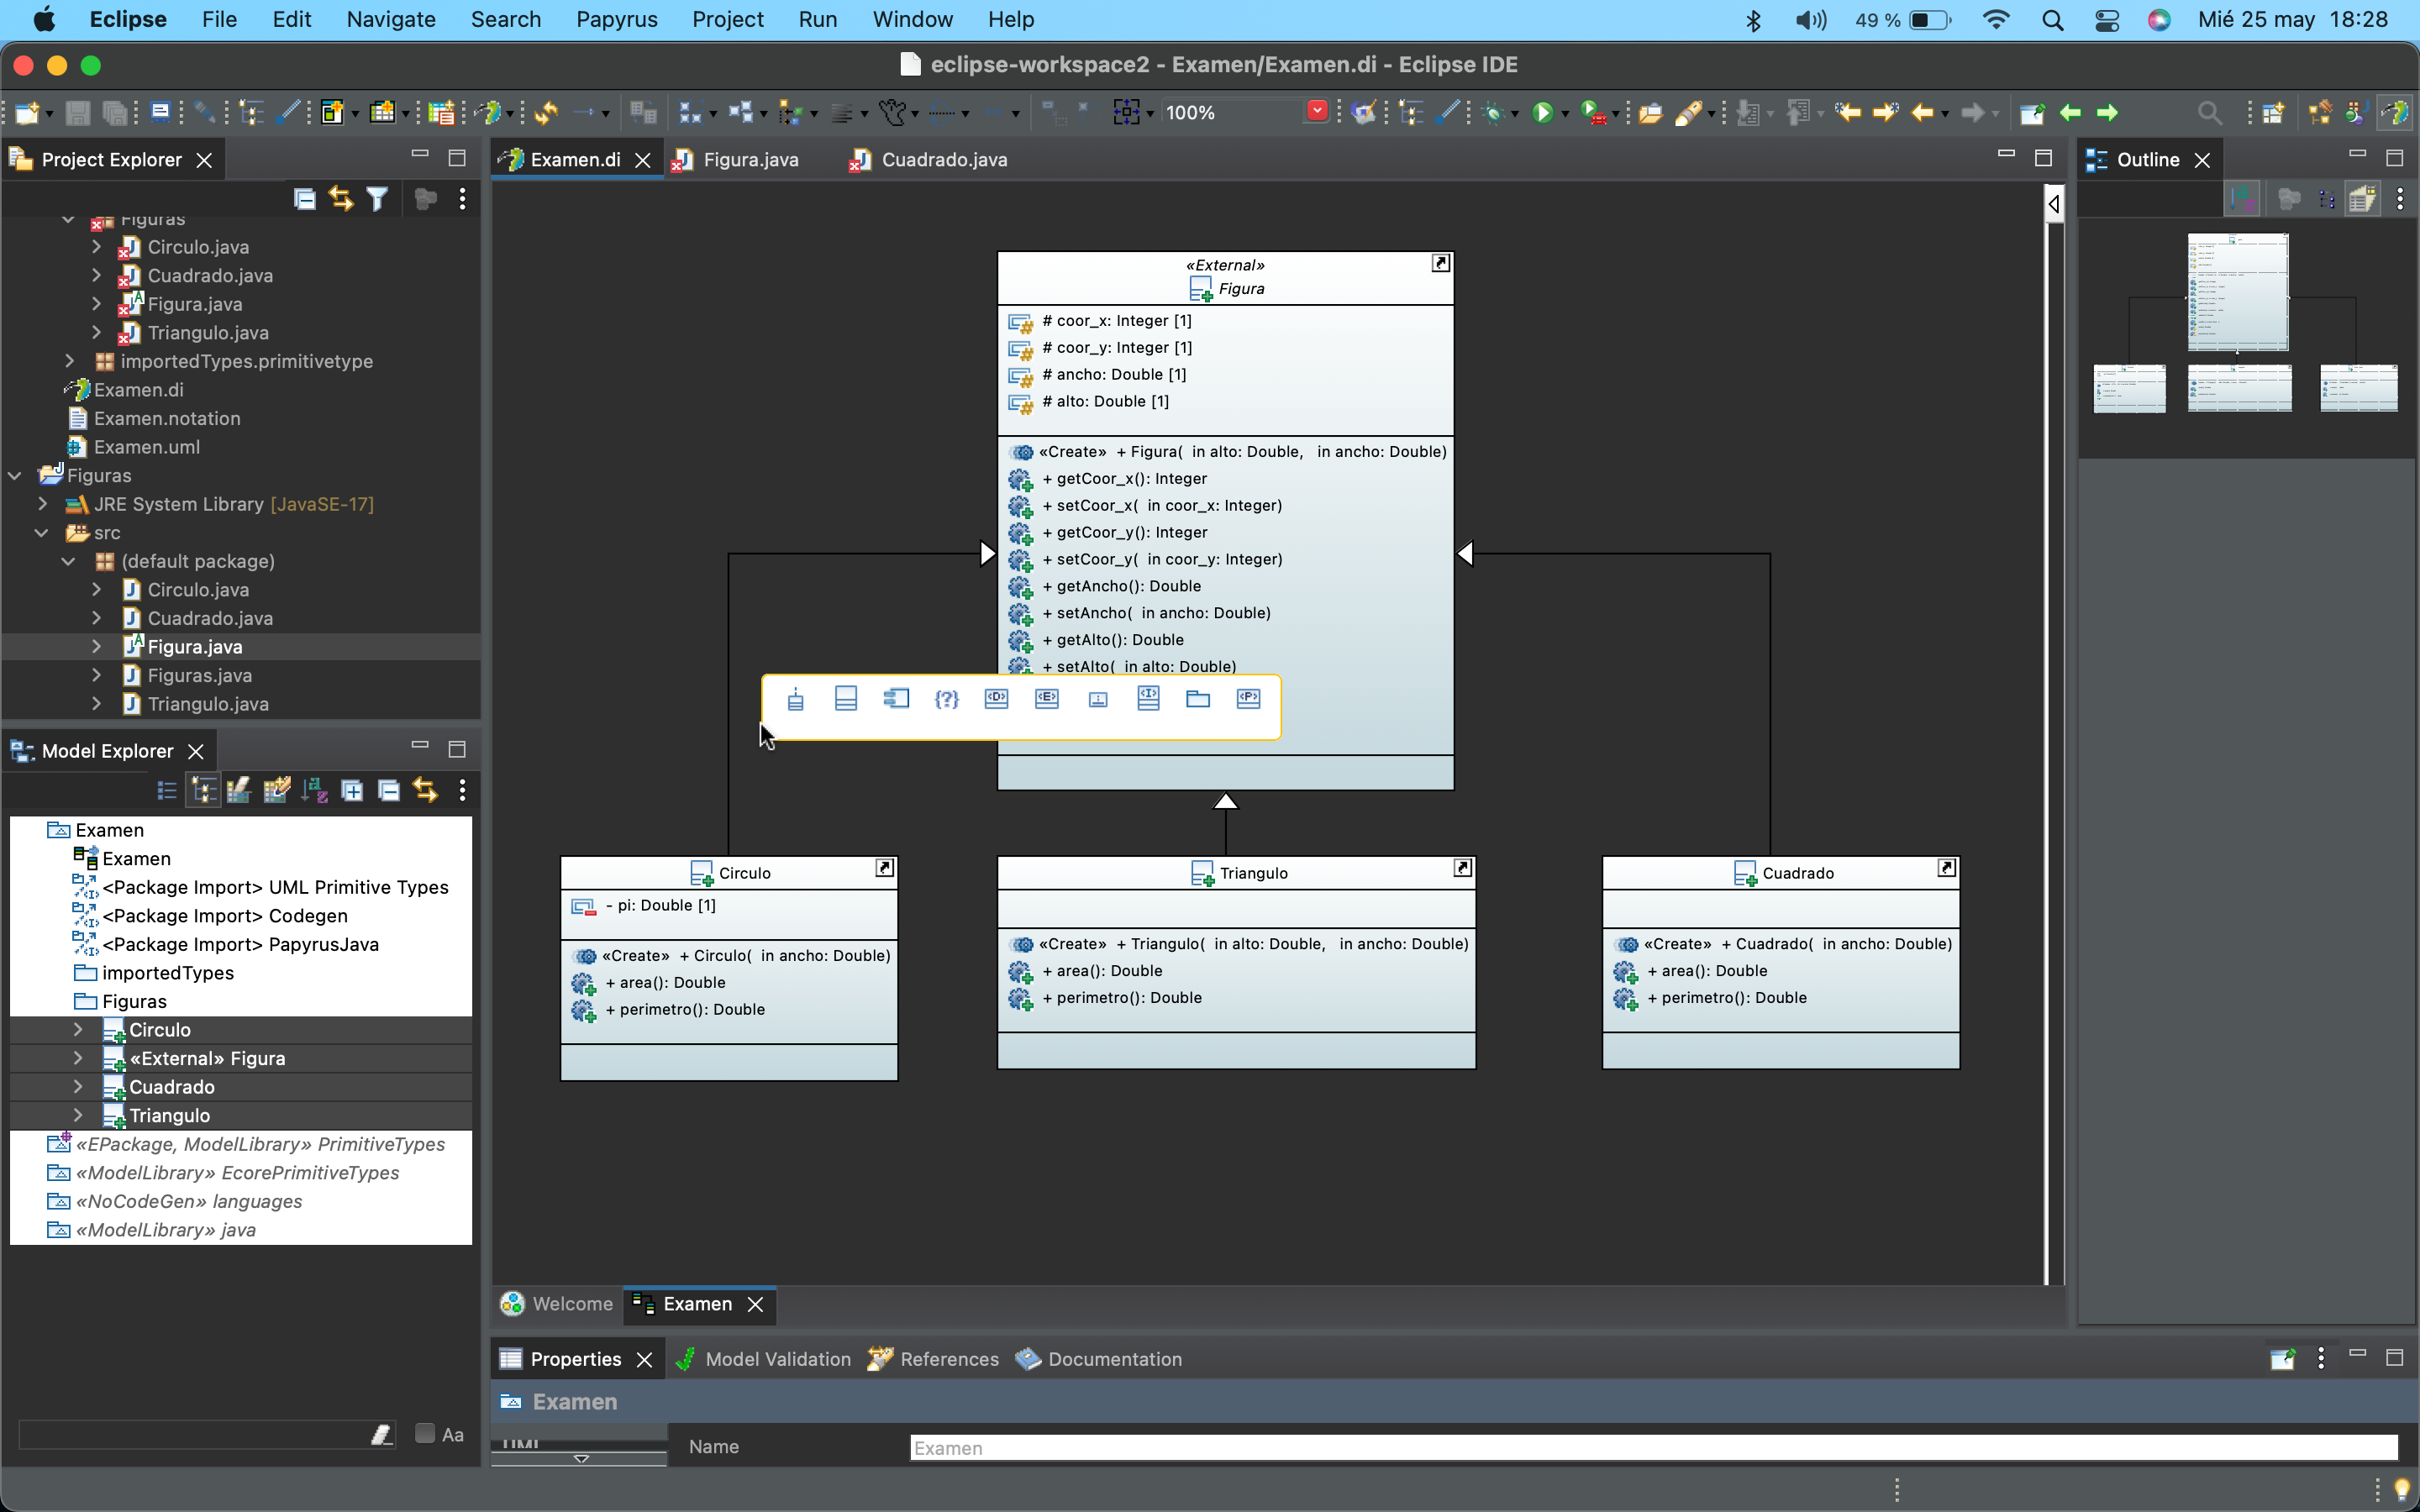 Eclipse File Edit Navigate Search Papyrus Project Run Window Help 49 % Mié 25 may 18:28
eclipse-workspace2 - Examen/Examen.di - Eclipse IDE
100%
Project Explorer
Figuras
Circulo.java
Cuadrado.java
Figura.java
Triangulo.java
importedTypes.primitivetype
Examen.di
Examen.notation
Examen.uml
Figuras
JRE System Library [JavaSE-17]
src
(default package)
Circulo.java
Cuadrado.java
Figura.java
Figuras.java
Triangulo.java
Model Explorer
Examen
Examen
<Package Import> UML Primitive Types
<Package Import> Codegen
<Package Import> PapyrusJava
importedTypes
Figuras
Circulo
«External» Figura
Cuadrado
Triangulo
«EPackage, ModelLibrary» PrimitiveTypes
«ModelLibrary» EcorePrimitiveTypes
«NoCodeGen» languages
«ModelLibrary» java
Aa
Examen.di Figura.java Cuadrado.java
«External»
Figura
# coor_x: Integer [1]
# coor_y: Integer [1]
# ancho: Double [1]
# alto: Double [1]
«Create» + Figura( in alto: Double, in ancho: Double)
+ getCoor_x(): Integer
+ setCoor_x( in coor_x: Integer)
+ getCoor_y(): Integer
+ setCoor_y( in coor_y: Integer)
+ getAncho(): Double
+ setAncho( in ancho: Double)
+ getAlto(): Double
+ setAlto( in alto: Double)
{?} <D> <E> <I> <P>
Circulo
- pi: Double [1]
«Create» + Circulo( in ancho: Double)
+ area(): Double
+ perimetro(): Double
Triangulo
«Create» + Triangulo( in alto: Double, in ancho: Double)
+ area(): Double
+ perimetro(): Double
Cuadrado
«Create» + Cuadrado( in ancho: Double)
+ area(): Double
+ perimetro(): Double
Welcome Examen
Properties Model Validation References Documentation
Examen
UML
Name Examen
Outline